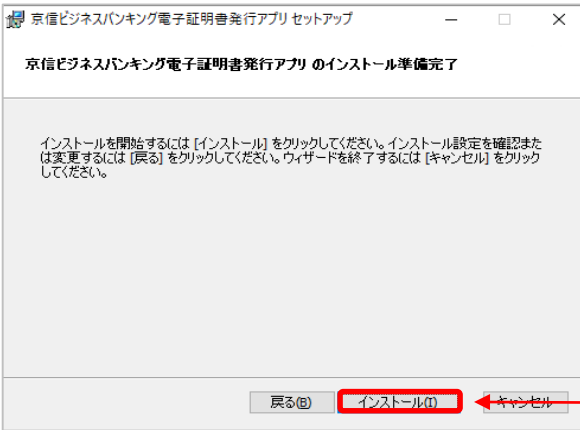 京信ビジネスバンキング電子証明書発行アプリ セットアップ
京信ビジネスバンキング電子証明書発行アプリ のインストール準備完了
インストールを開始するには [インストール] をクリックしてください。インストール設定を確認また
は変更するには [戻る] をクリックしてください。ウィザードを終了するには [キャンセル] をクリック
してください。
戻る(B) インストール(I) キャンセル